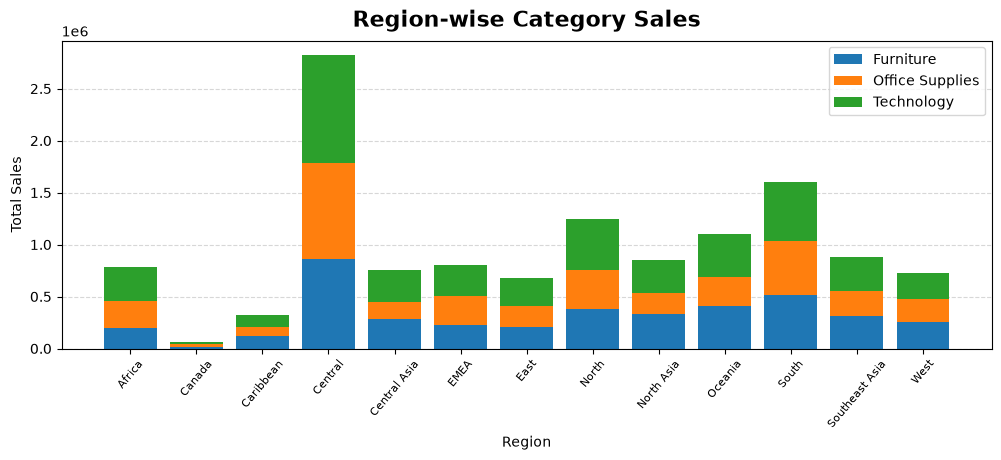 Region-wise Category Sales
1e6
Furniture
Office Supplies
Technology
Total Sales
2.5
2.0
1.5
1.0
0.5
0.0
Africa
Canada
Caribbean
Central
Central Asia
EMEA
East
North
North Asia
Oceania
South
Southeast Asia
West
Region